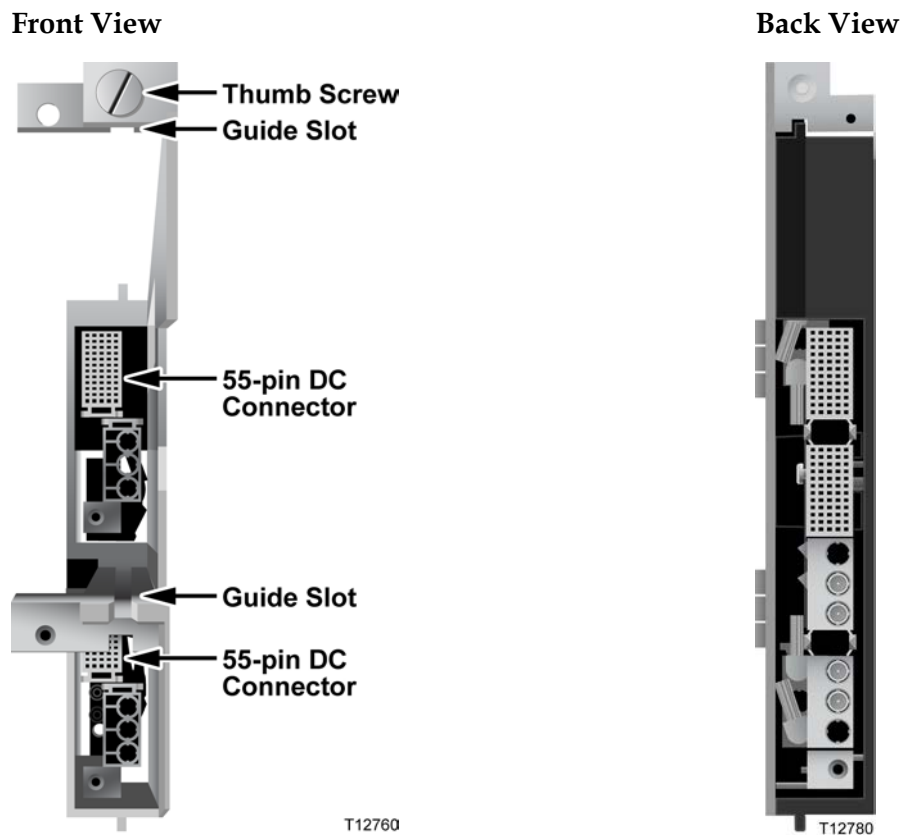 Front View
Back View
Thumb Screw
Guide Slot
55-pin DC
Connector
Guide Slot
55-pin DC
Connector
T12760
T12780